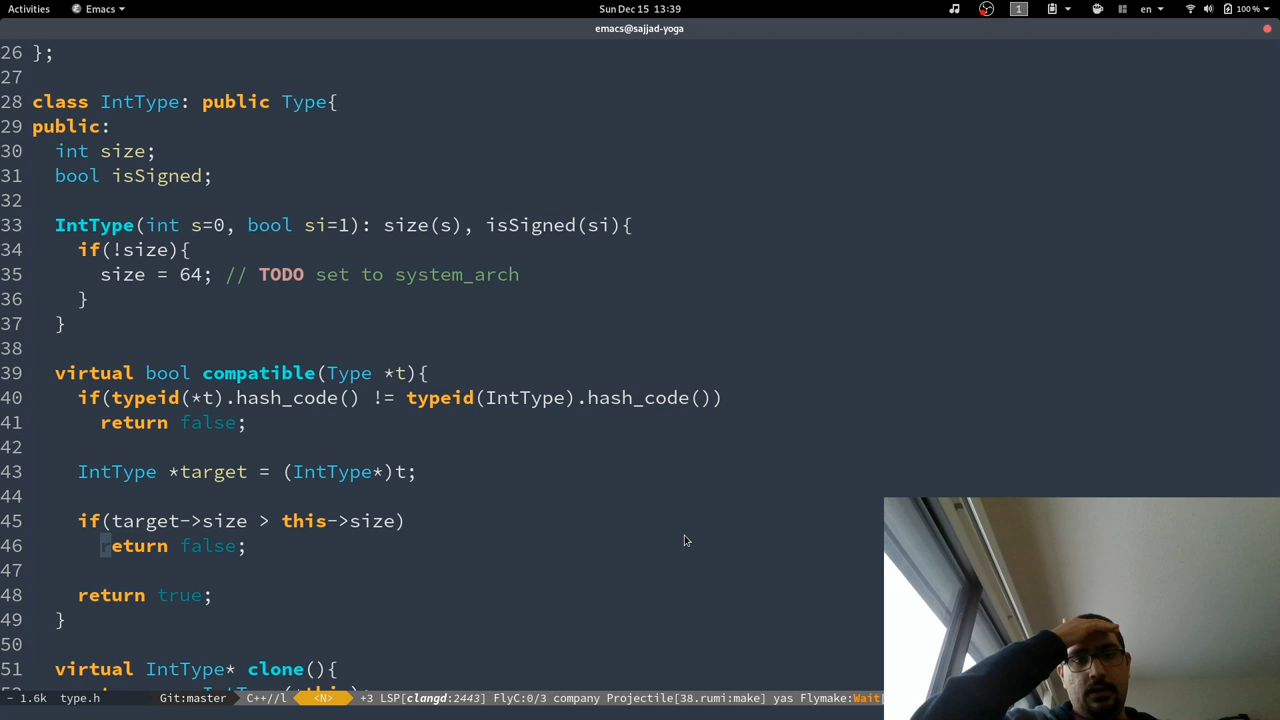 Activities Emacs Sun Dec 15 13:39 1 en 100 %
emacs@sajjad-yoga
26 };
27
28 class IntType: public Type{
29 public:
30 int size;
31 bool isSigned;
32
33 IntType(int s=0, bool si=1): size(s), isSigned(si){
34 if(!size){
35 size = 64; // TODO set to system_arch
36 }
37 }
38
39 virtual bool compatible(Type *t){
40 if(typeid(*t).hash_code() != typeid(IntType).hash_code())
41 return false;
42
43 IntType *target = (IntType*)t;
44
45 if(target->size > this->size)
46 return false;
47
48 return true;
49 }
50
51 virtual IntType* clone(){
- 1.6k type.h Git:master C++//l <N> +3 LSP[clangd:2443] FlyC:0/3 company Projectile[38.rumi:make] yas Flymake:Wait